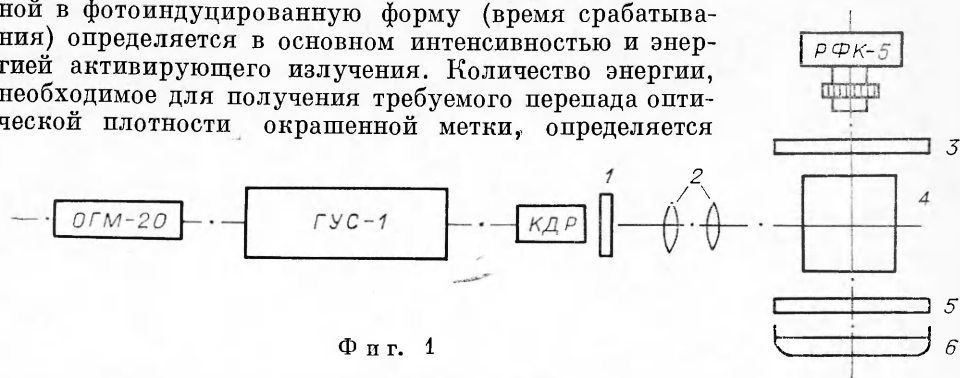 ной в фотоиндуцированную форму (время срабатыва-
ния) определяется в основном интенсивностью и энер-
гией активирующего излучения. Количество энергии,
необходимое для получения требуемого перепада опти-
ческой плотности окрашенной метки, определяется
РФК-5
3
1
2
4
ОГМ-20
ГУС-1
КДР
5
6
Фиг. 1